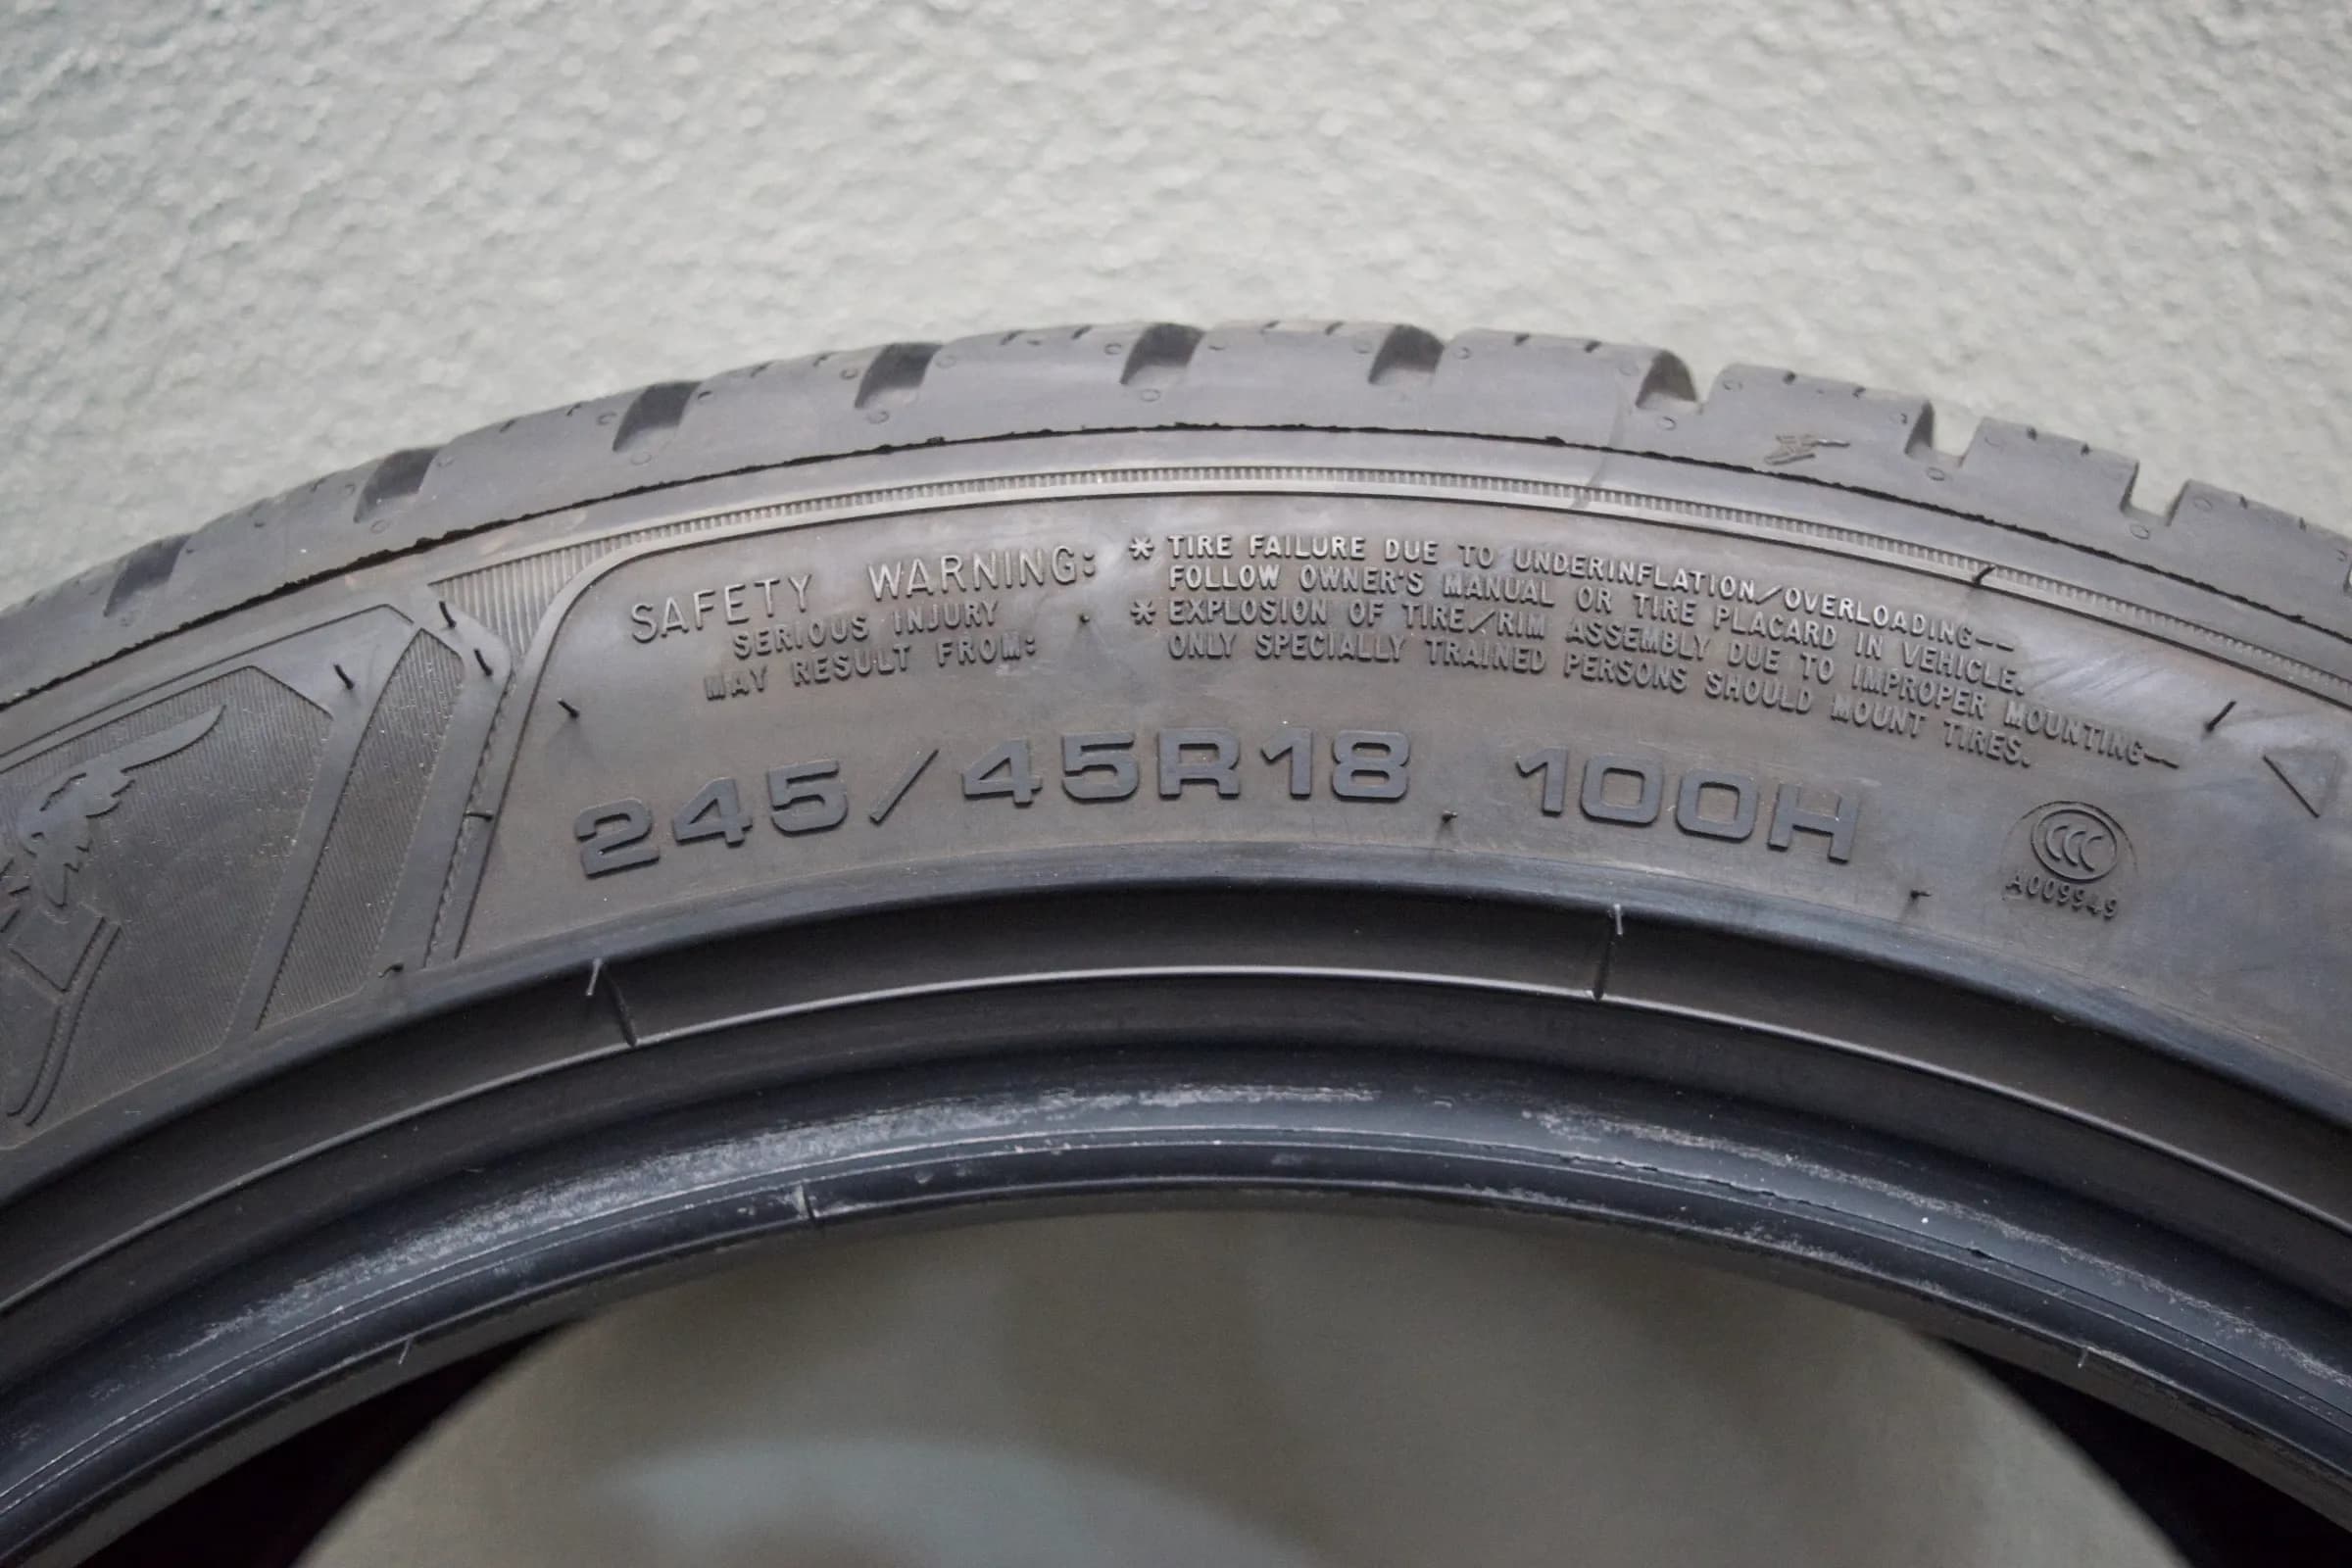 SAFETY WARNING:
SERIOUS INJURY
MAY RESULT FROM:
* TIRE FAILURE DUE TO UNDERINFLATION/OVERLOADING--
FOLLOW OWNER'S MANUAL OR TIRE PLACARD IN VEHICLE.
* EXPLOSION OF TIRE/RIM ASSEMBLY DUE TO IMPROPER MOUNTING--
ONLY SPECIALLY TRAINED PERSONS SHOULD MOUNT TIRES.
245/45R18 100H
CCC
A009949